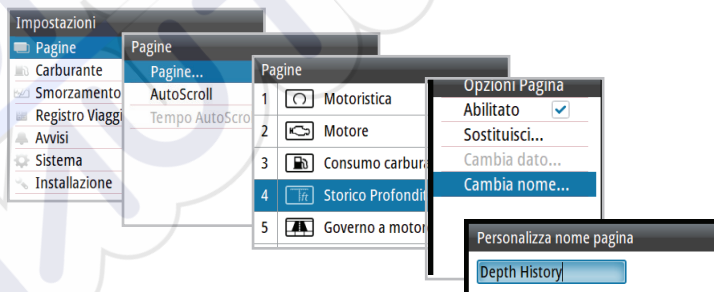 Impostazioni
Pagine
Carburante
Smorzamento
Registro Viaggi
Avvisi
Sistema
Installazione
Pagine
Pagine...
AutoScroll
Tempo AutoScro
Pagine
1 Motoristica
2 Motore
3 Consumo carbura
4 ft Storico Profondit
5 Governo a motor
Opzioni Pagina
Abilitato
Sostituisci...
Cambia dato...
Cambia nome...
Personalizza nome pagina
Depth History